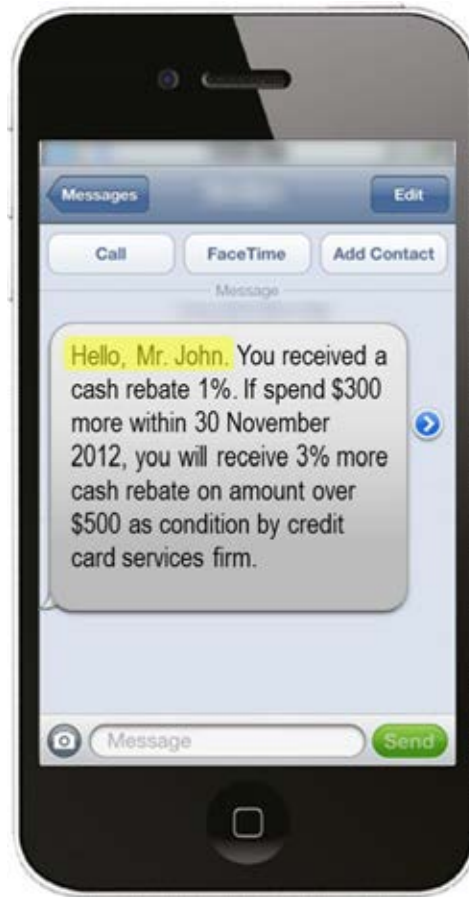 Messages
Edit
Call
FaceTime
Add Contact
Message
Hello, Mr. John. You received a
cash rebate 1%. If spend $300
more within 30 November
2012, you will receive 3% more
cash rebate on amount over
$500 as condition by credit
card services firm.
Message
Send